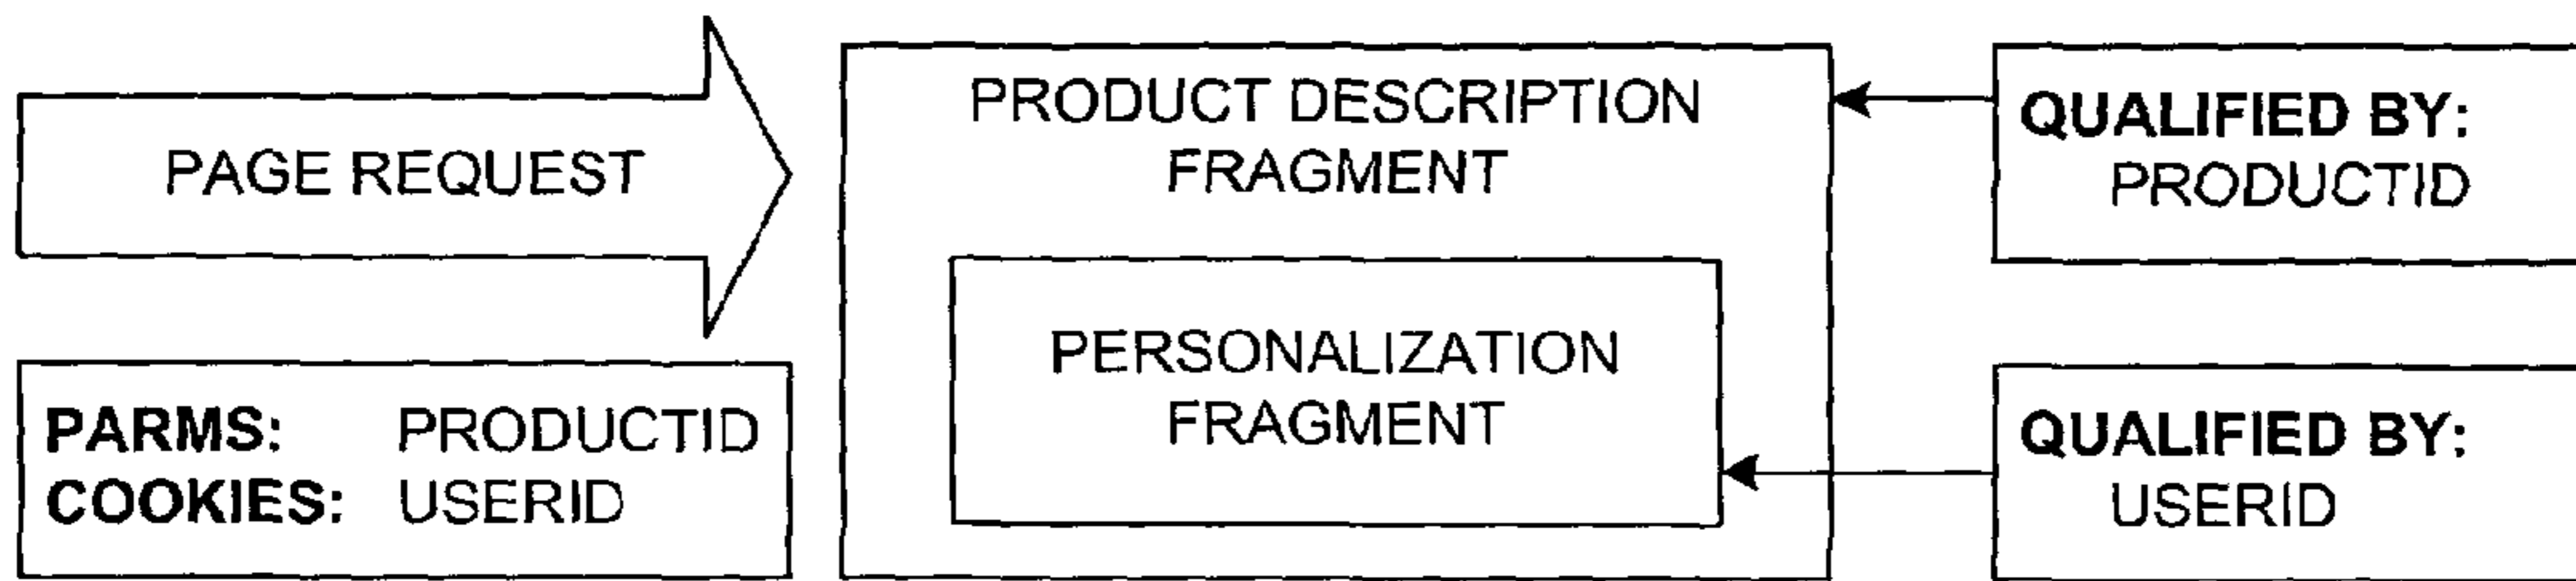 PAGE REQUEST
PARMS: PRODUCTID
COOKIES: USERID
PRODUCT DESCRIPTION
FRAGMENT
PERSONALIZATION
FRAGMENT
QUALIFIED BY:
PRODUCTID
QUALIFIED BY:
USERID